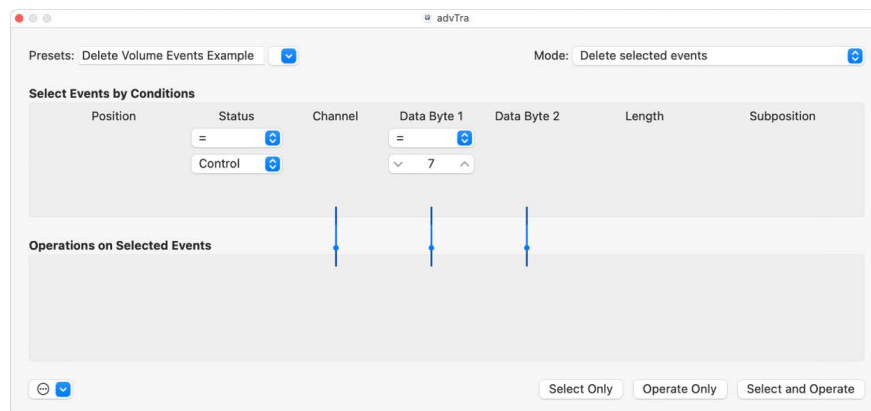 advTra
Presets: Delete Volume Events Example Mode: Delete selected events
Select Events by Conditions
Position Status Channel Data Byte 1 Data Byte 2 Length Subposition
= =
Control 7
Operations on Selected Events
Select Only Operate Only Select and Operate